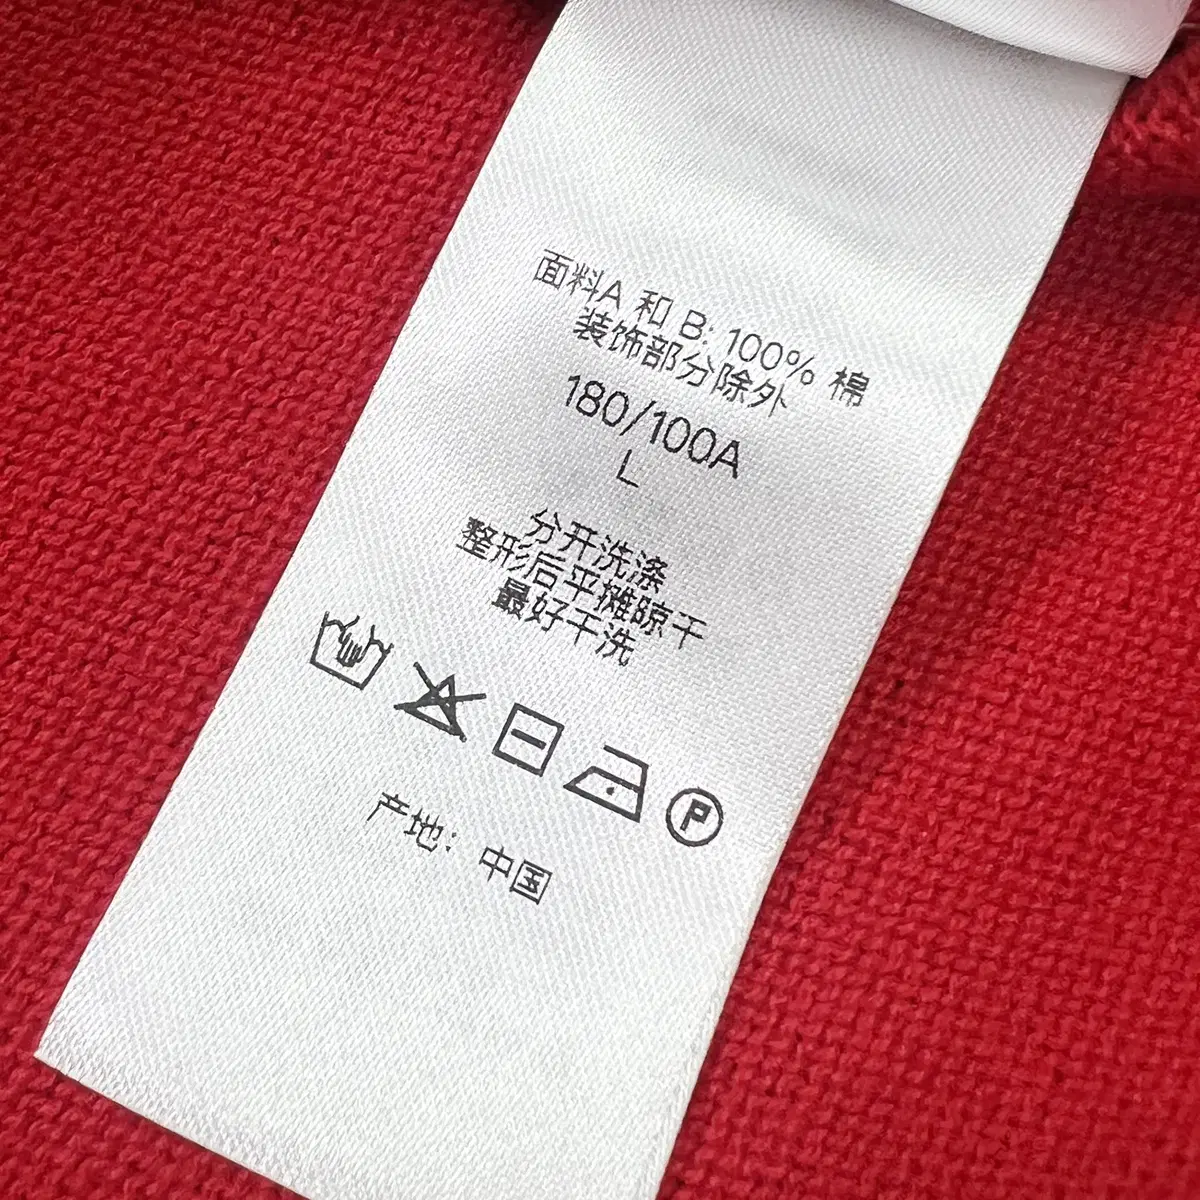 面料A 和 B: 100% 棉
装饰部分除外
180/100A
L
分开洗涤
整形后平摊晾干
最好干洗
P
产地: 中国